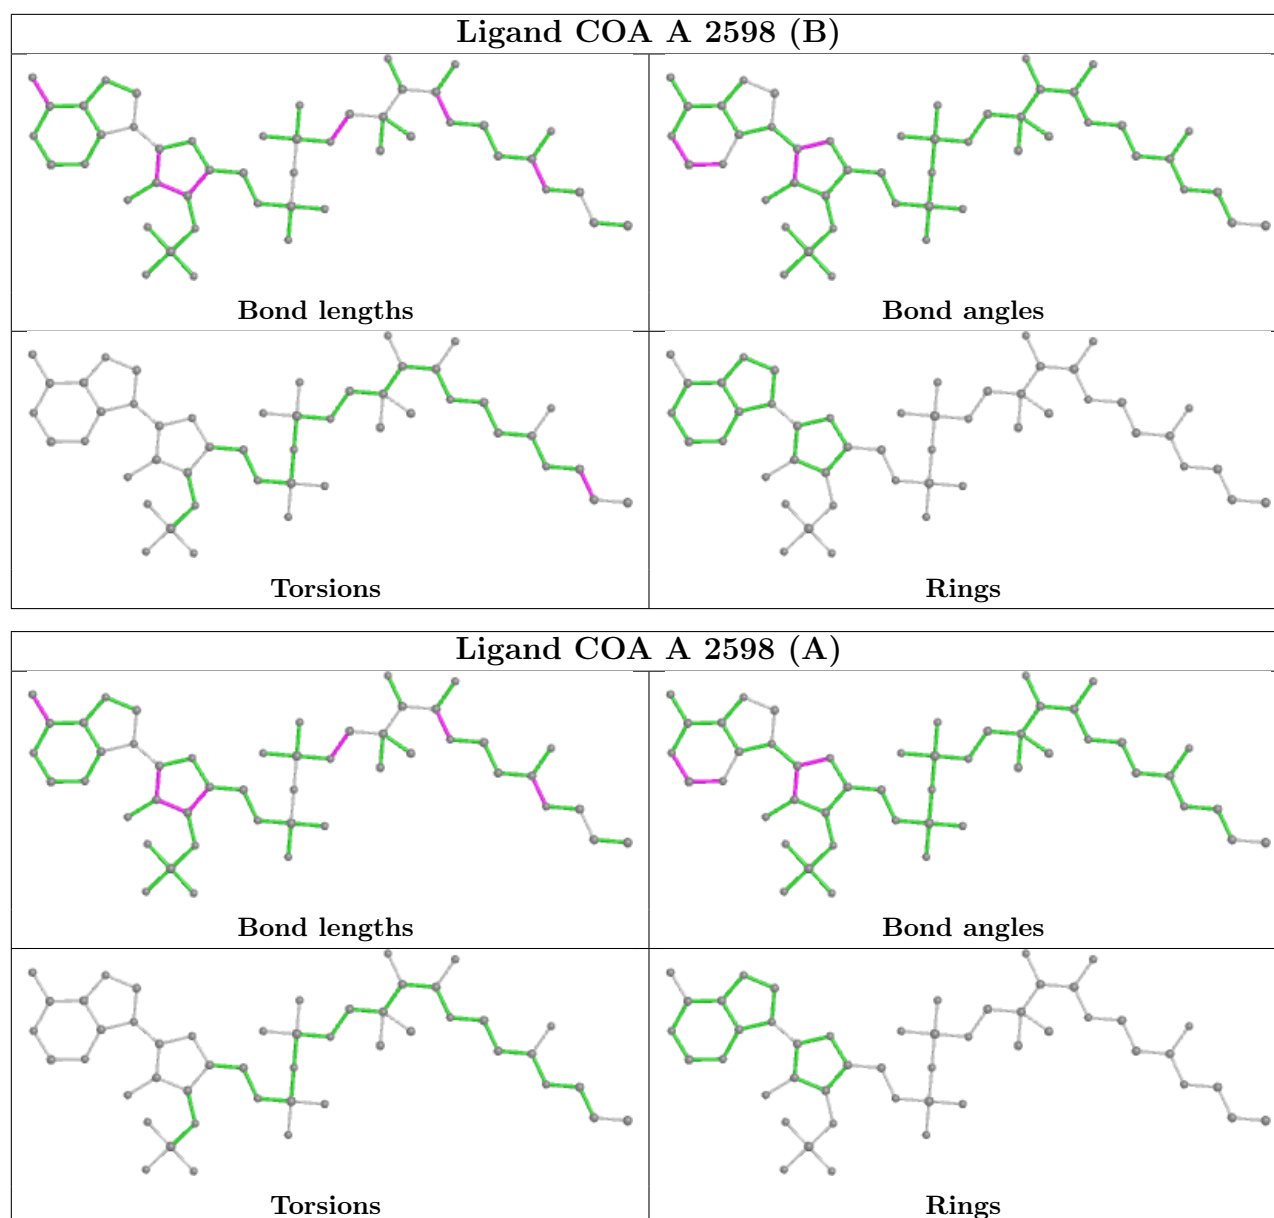 Ligand COA A 2598 (B)
Bond lengths
Bond angles
Torsions
Rings
Ligand COA A 2598 (A)
Bond lengths
Bond angles
Torsions
Rings